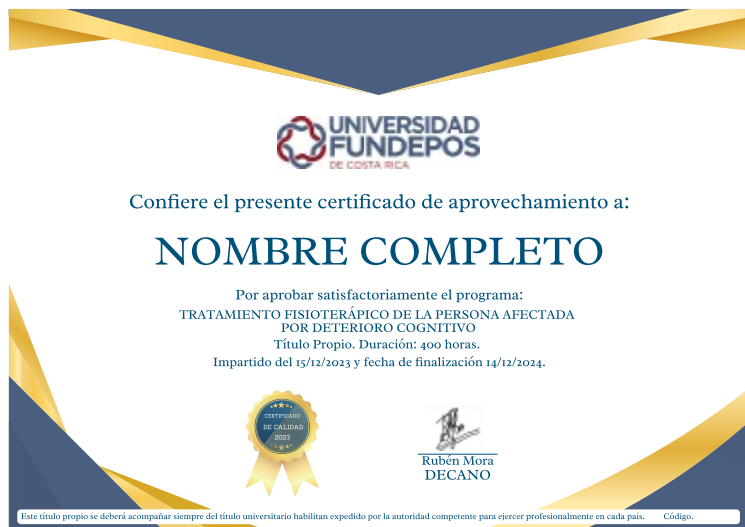 UNIVERSIDAD
FUNDEPOS
DE COSTA RICA
Confiere el presente certificado de aprovechamiento a:
NOMBRE COMPLETO
Por aprobar satisfactoriamente el programa:
TRATAMIENTO FISIOTERÁPICO DE LA PERSONA AFECTADA
POR DETERIORO COGNITIVO
Título Propio. Duración: 400 horas.
Impartido del 15/12/2023 y fecha de finalización 14/12/2024.
CERTIFICADO
DE CALIDAD
2023
Rubén Mora
DECANO
Este título propio se deberá acompañar siempre del título universitario habilitan expedido por la autoridad competente para ejercer profesionalmente en cada país. Código.